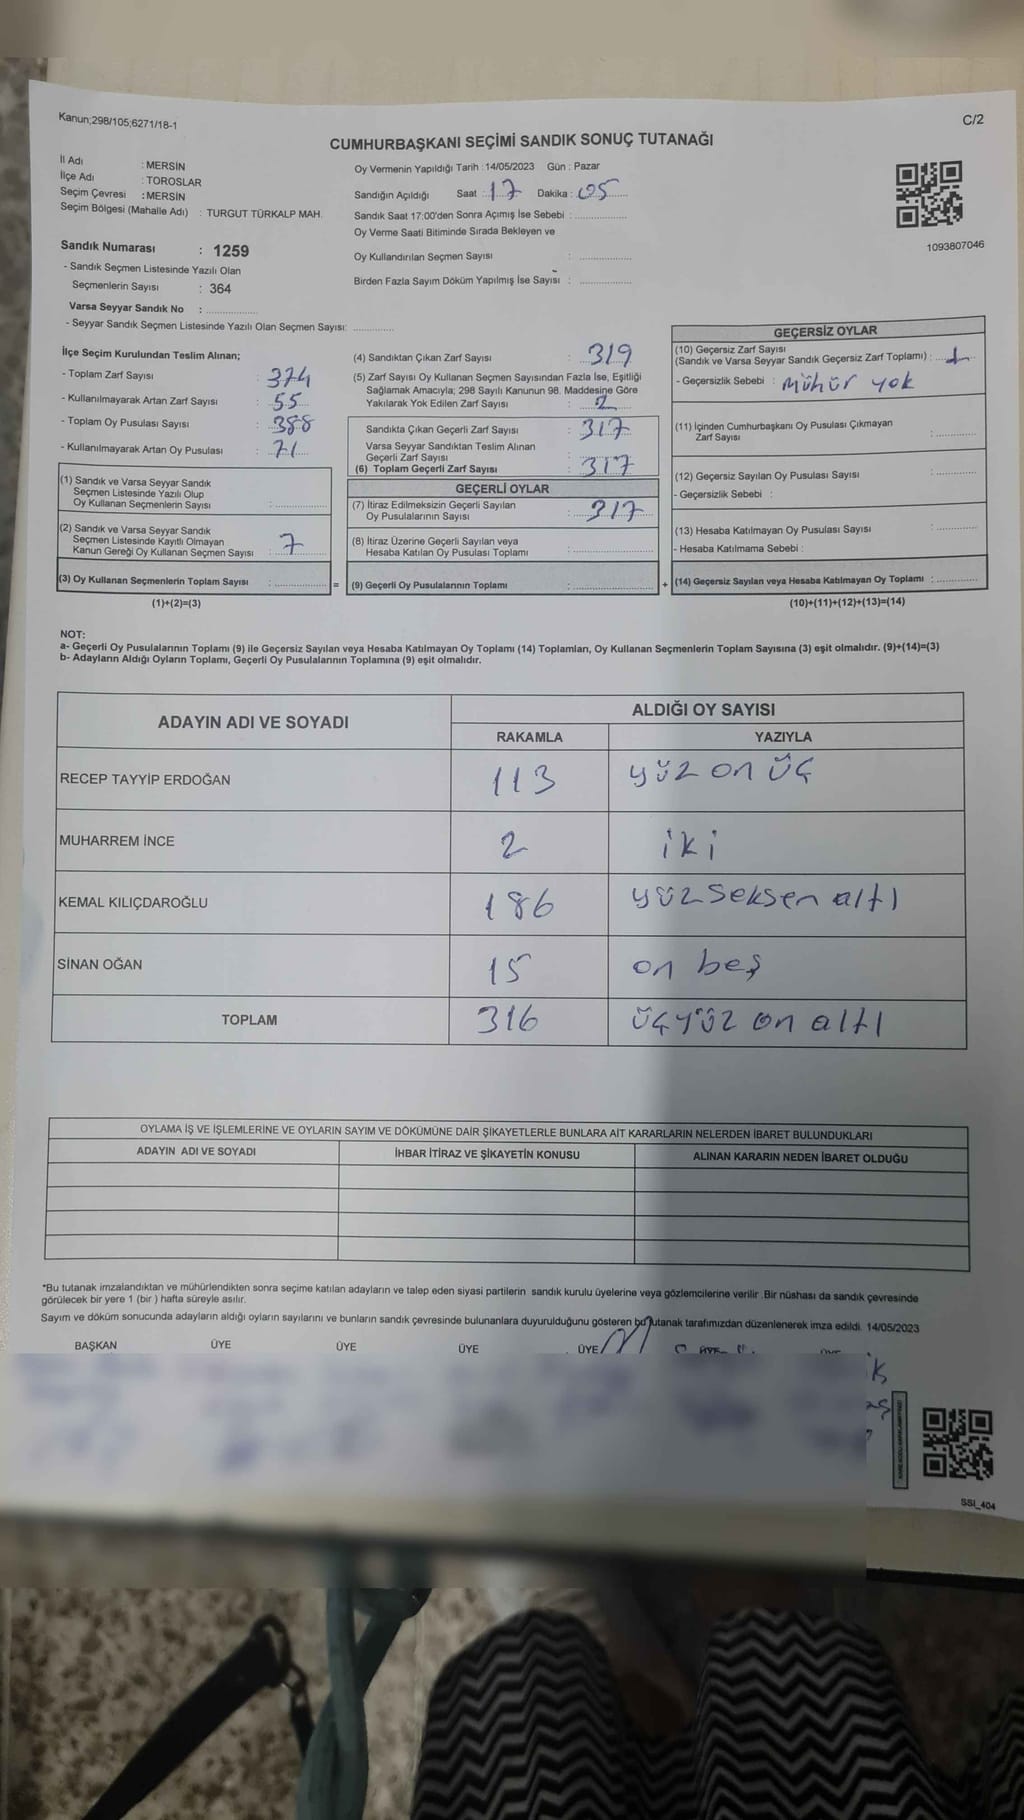 Kanun;298/105;6271/18-1
C/2
CUMHURBAŞKANI SEÇİMİ SANDIK SONUÇ TUTANAĞI
İl Adı : MERSİN
İlçe Adı : TOROSLAR
Seçim Çevresi : MERSİN
Seçim Bölgesi (Mahalle Adı) : TURGUT TÜRKALP MAH.
Sandık Numarası : 1259
- Sandık Seçmen Listesinde Yazılı Olan
Seçmenlerin Sayısı : 364
Varsa Seyyar Sandık No : ..................
- Seyyar Sandık Seçmen Listesinde Yazılı Olan Seçmen Sayısı: ..............
Oy Vermenin Yapıldığı Tarih : 14/05/2023 Gün : Pazar
Sandığın Açıldığı Saat : 17 Dakika : 05
Sandık Saat 17:00'den Sonra Açımış İse Sebebi : ..................
Oy Verme Saati Bitiminde Sırada Bekleyen ve
Oy Kullandırılan Seçmen Sayısı : ..................
Birden Fazla Sayım Döküm Yapılmış İse Sayısı : ..................
1093807046
İlçe Seçim Kurulundan Teslim Alınan;
- Toplam Zarf Sayısı : 374
- Kullanılmayarak Artan Zarf Sayısı : 55
- Toplam Oy Pusulası Sayısı : 388
- Kullanılmayarak Artan Oy Pusulası : 71
(1) Sandık ve Varsa Seyyar Sandık
Seçmen Listesinde Yazılı Olup
Oy Kullanan Seçmenlerin Sayısı : ..................
(2) Sandık ve Varsa Seyyar Sandık
Seçmen Listesinde Kayıtlı Olmayan
Kanun Gereği Oy Kullanan Seçmen Sayısı : 7
(3) Oy Kullanan Seçmenlerin Toplam Sayısı : .................. =
(1)+(2)=(3)
(4) Sandıktan Çıkan Zarf Sayısı : 319
(5) Zarf Sayısı Oy Kullanan Seçmen Sayısından Fazla İse, Eşitliği
Sağlamak Amacıyla; 298 Sayılı Kanunun 98. Maddesine Göre
Yakılarak Yok Edilen Zarf Sayısı : 2
Sandıkta Çıkan Geçerli Zarf Sayısı : 317
Varsa Seyyar Sandıktan Teslim Alınan
Geçerli Zarf Sayısı
(6) Toplam Geçerli Zarf Sayısı : 317
GEÇERLİ OYLAR
(7) İtiraz Edilmeksizin Geçerli Sayılan
Oy Pusulalarının Sayısı : 317
(8) İtiraz Üzerine Geçerli Sayılan veya
Hesaba Katılan Oy Pusulası Toplamı : ..................
(9) Geçerli Oy Pusulalarının Toplamı : .................. +
GEÇERSİZ OYLAR
(10) Geçersiz Zarf Sayısı
(Sandık ve Varsa Seyyar Sandık Geçersiz Zarf Toplamı) : 1
- Geçersizlik Sebebi : Mühür yok
(11) İçinden Cumhurbaşkanı Oy Pusulası Çıkmayan
Zarf Sayısı : ..............
(12) Geçersiz Sayılan Oy Pusulası Sayısı : ..............
- Geçersizlik Sebebi :
(13) Hesaba Katılmayan Oy Pusulası Sayısı : ..............
- Hesaba Katılmama Sebebi :
(14) Geçersiz Sayılan veya Hesaba Katılmayan Oy Toplamı : ..............
(10)+(11)+(12)+(13)=(14)
NOT:
a- Geçerli Oy Pusulalarının Toplamı (9) ile Geçersiz Sayılan veya Hesaba Katılmayan Oy Toplamı (14) Toplamları, Oy Kullanan Seçmenlerin Toplam Sayısına (3) eşit olmalıdır. (9)+(14)=(3)
b- Adayların Aldığı Oyların Toplamı, Geçerli Oy Pusulalarının Toplamına (9) eşit olmalıdır.
ADAYIN ADI VE SOYADI ALDIĞI OY SAYISI
RAKAMLA YAZIYLA
RECEP TAYYİP ERDOĞAN 113 yüz on üç
MUHARREM İNCE 2 iki
KEMAL KILIÇDAROĞLU 186 yüz seksen altı
SİNAN OĞAN 15 on beş
TOPLAM 316 üçyüz on altı
OYLAMA İŞ VE İŞLEMLERİNE VE OYLARIN SAYIM VE DÖKÜMÜNE DAİR ŞİKAYETLERLE BUNLARA AİT KARARLARIN NELERDEN İBARET BULUNDUKLARI
ADAYIN ADI VE SOYADI İHBAR İTİRAZ VE ŞİKAYETİN KONUSU ALINAN KARARIN NEDEN İBARET OLDUĞU
*Bu tutanak imzalandıktan ve mühürlendikten sonra seçime katılan adayların ve talep eden siyasi partilerin sandık kurulu üyelerine veya gözlemcilerine verilir .Bir nüshası da sandık çevresinde
görülecek bir yere 1 (bir ) hafta süreyle asılır.
Sayım ve döküm sonucunda adayların aldığı oyların sayılarını ve bunların sandık çevresinde bulunanlara duyurulduğunu gösteren bu tutanak tarafımızdan düzenlenerek imza edildi. 14/05/2023
BAŞKAN ÜYE ÜYE ÜYE ÜYE
SSI_404